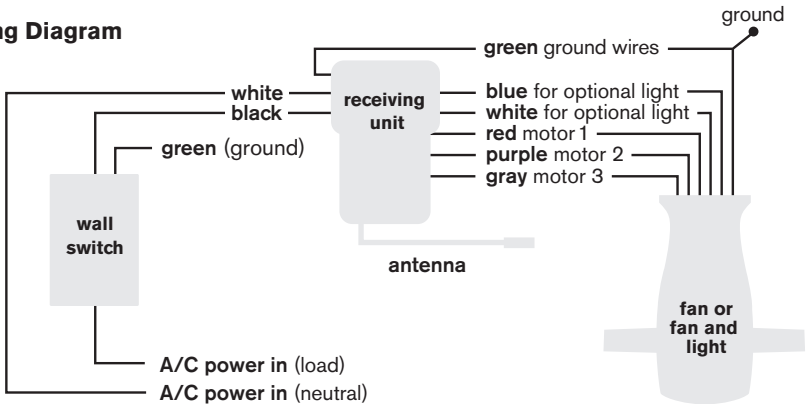 ng Diagram
ground
green ground wires
white
black
receiving
unit
blue for optional light
white for optional light
red motor 1
purple motor 2
gray motor 3
green (ground)
wall
switch
antenna
fan or
fan and
light
A/C power in (load)
A/C power in (neutral)